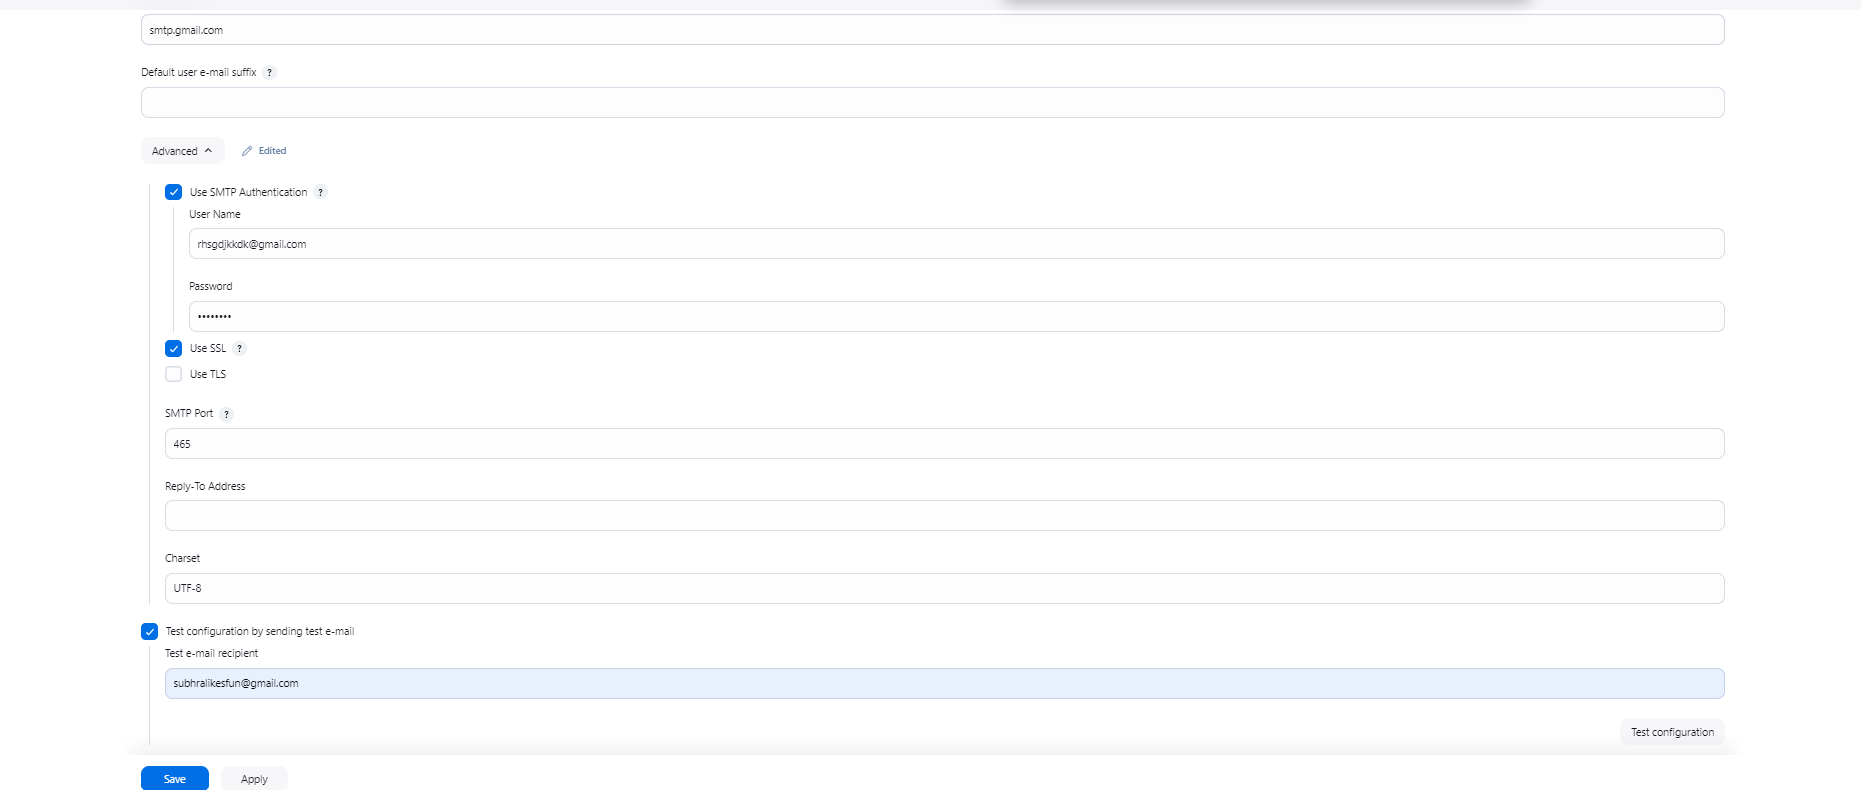 smtp.gmail.com
Default user e-mail suffix ?
Advanced Edited
Use SMTP Authentication ?
User Name
rhsgdjkkdk@gmail.com
Password
••••••••
Use SSL ?
Use TLS
SMTP Port ?
465
Reply-To Address
Charset
UTF-8
Test configuration by sending test e-mail
Test e-mail recipient
subhralikesfun@gmail.com
Test configuration
Save Apply